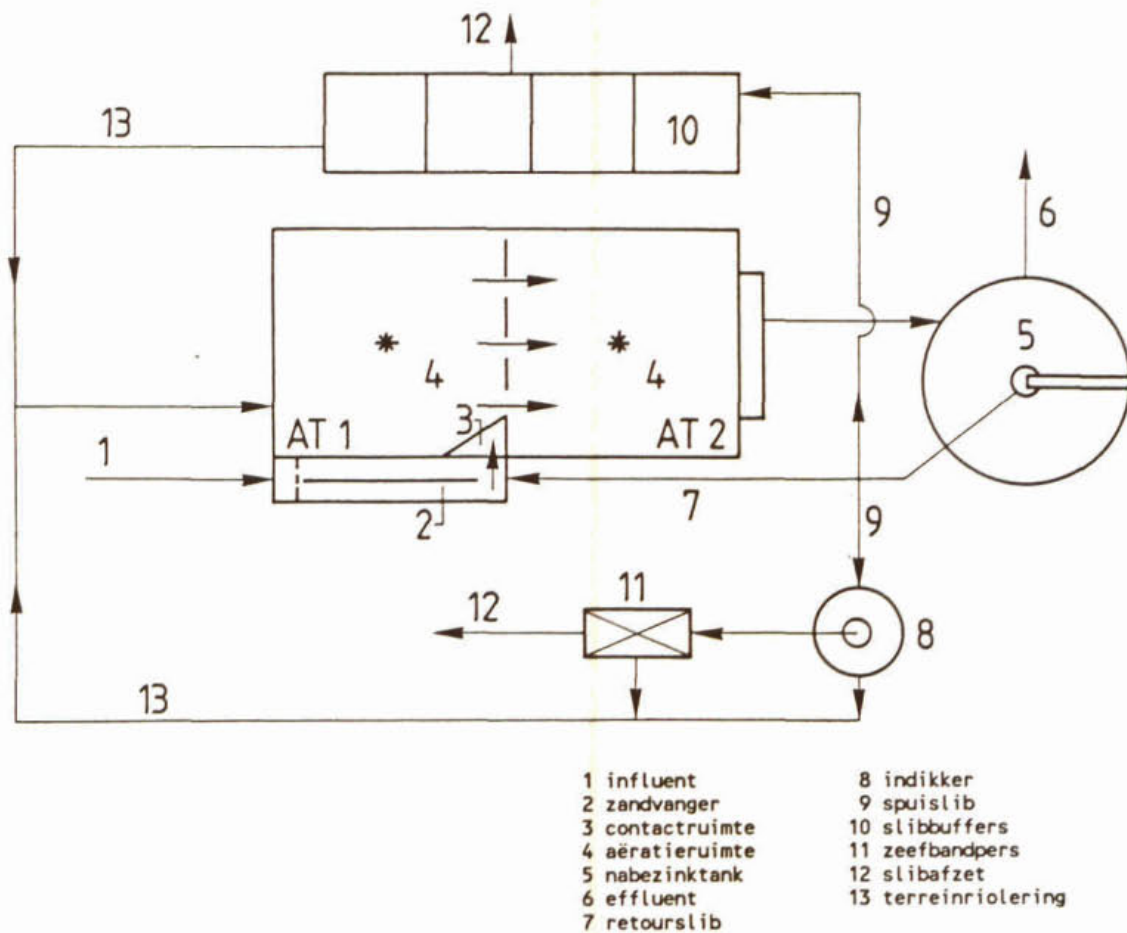 12
13
10
9
6
5
4
4
AT 1
3
AT 2
1
2
7
9
11
12
8
13
1 influent
2 zandvanger
3 contactruimte
4 aëratieruimte
5 nabezinktank
6 effluent
7 retourslib
8 indikker
9 spuislib
10 slibbuffers
11 zeefbandpers
12 slibafzet
13 terreinriolering